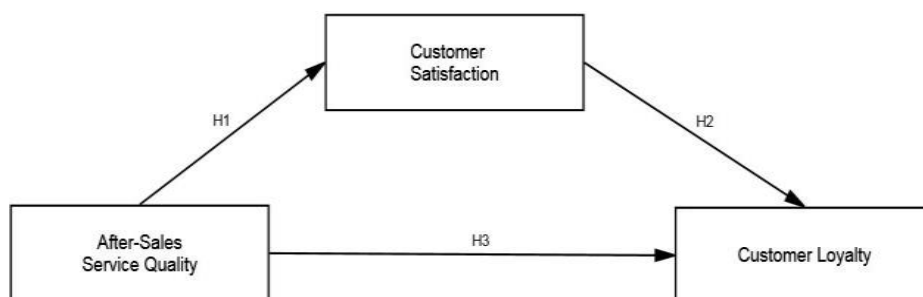 Customer
Satisfaction
H1
H2
After-Sales
Service Quality
H3
Customer Loyalty